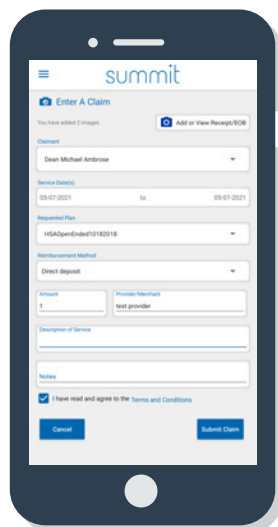 summit
Enter A Claim
You have added 2 images.
Add or View Receipt/EOB
Claimant
Dean Michael Ambrose
Service Date(s)
05-07-2021 to 05-07-2021
Requested Plan
HSAOpenEnded10182018
Reimbursement Method
Direct deposit
Amount Provider/Merchant
1 test provider
Description of Service
Notes
I have read and agree to the Terms and Conditions
Cancel Submit Claim